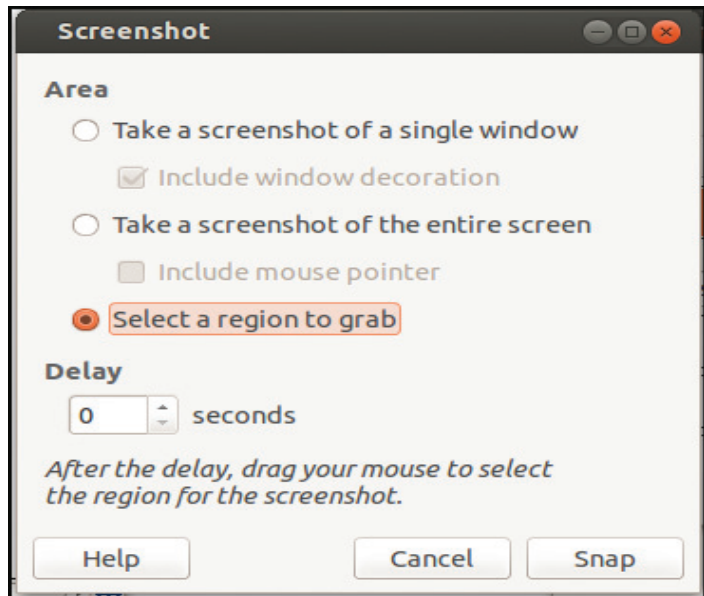 Screenshot
Area
Take a screenshot of a single window
Include window decoration
Take a screenshot of the entire screen
Include mouse pointer
Select a region to grab
Delay
0 seconds
After the delay, drag your mouse to select
the region for the screenshot.
Help Cancel Snap